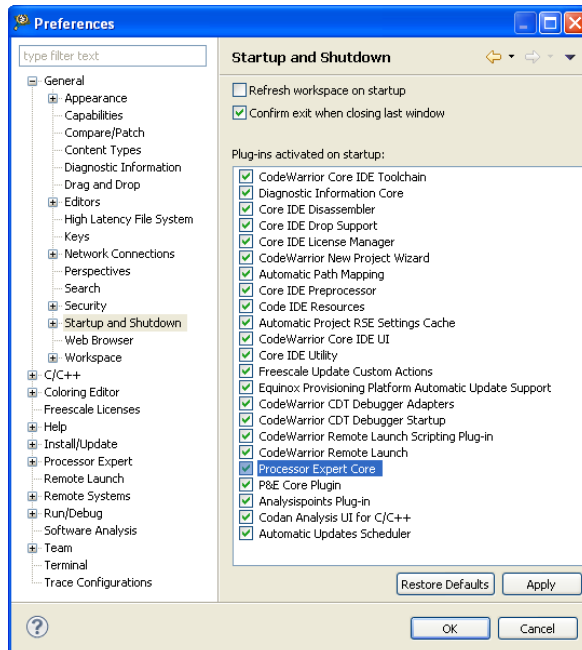 Preferences
type filter text
General
Appearance
Capabilities
Compare/Patch
Content Types
Diagnostic Information
Drag and Drop
Editors
High Latency File System
Keys
Network Connections
Perspectives
Search
Security
Startup and Shutdown
Web Browser
Workspace
C/C++
Coloring Editor
Freescale Licenses
Help
Install/Update
Processor Expert
Remote Launch
Remote Systems
Run/Debug
Software Analysis
Team
Terminal
Trace Configurations
Startup and Shutdown
Refresh workspace on startup
Confirm exit when closing last window
Plug-ins activated on startup:
CodeWarrior Core IDE Toolchain
Diagnostic Information Core
Core IDE Disassembler
Core IDE Drop Support
Core IDE License Manager
CodeWarrior New Project Wizard
Automatic Path Mapping
Core IDE Preprocessor
Code IDE Resources
Automatic Project RSE Settings Cache
CodeWarrior Core IDE UI
Core IDE Utility
Freescale Update Custom Actions
Equinox Provisioning Platform Automatic Update Support
CodeWarrior CDT Debugger Adapters
CodeWarrior CDT Debugger Startup
CodeWarrior Remote Launch Scripting Plug-in
CodeWarrior Remote Launch
Processor Expert Core
P&E Core Plugin
Analysispoints Plug-in
Codan Analysis UI for C/C++
Automatic Updates Scheduler
Restore Defaults
Apply
?
OK
Cancel